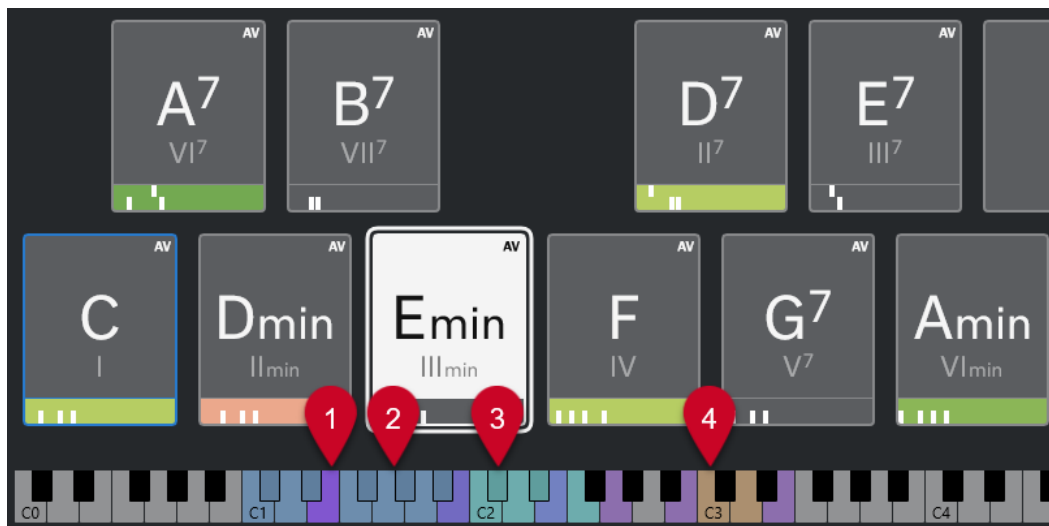 AV
A7
VI7
AV
B7
VII7
AV
D7
II7
AV
E7
III7
AV
C
I
AV
Dmin
IImin
AV
Emin
IIImin
AV
F
IV
AV
G7
V7
AV
Amin
VImin
1
2
3
4
C0
C1
C2
C3
C4